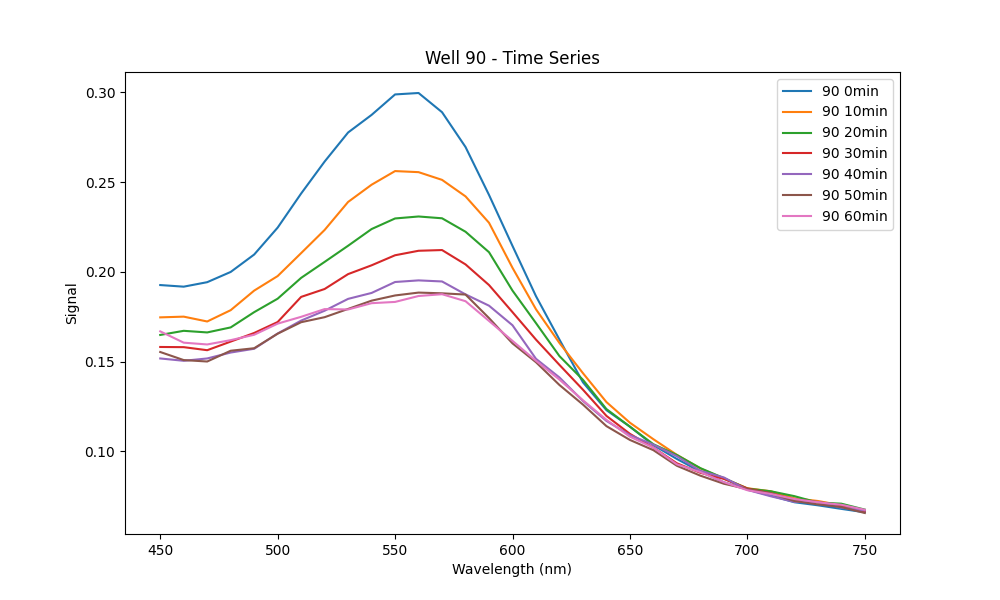 Well 90 - Time Series
Signal
0.30
0.25
0.20
0.15
0.10
450
500
550
600
650
700
750
Wavelength (nm)
90 0min
90 10min
90 20min
90 30min
90 40min
90 50min
90 60min